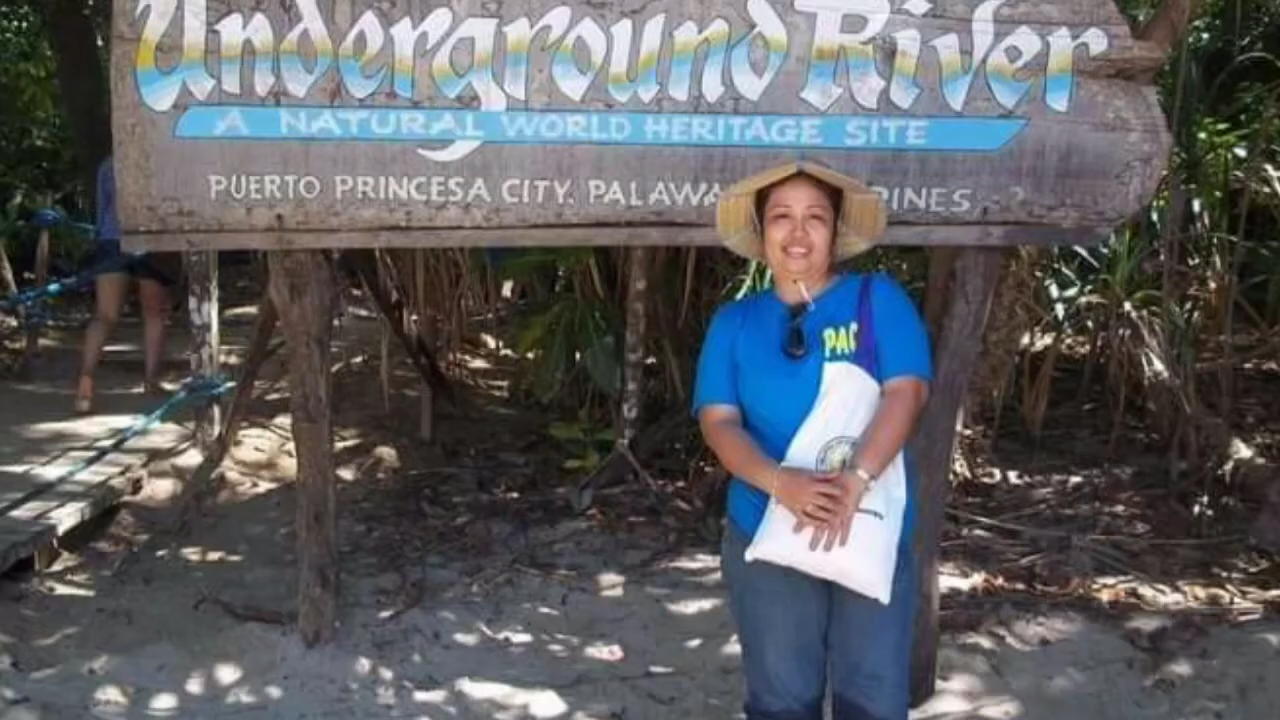 Underground River
A NATURAL WORLD HERITAGE SITE
PUERTO PRINCESA CITY. PALAWA PINES
PAC